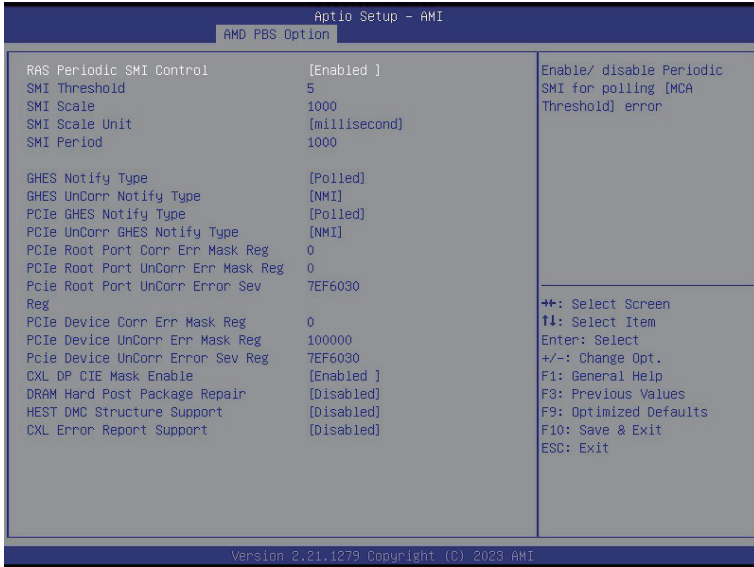 Aptio Setup - AMI
AMD PBS Option
RAS Periodic SMI Control [Enabled ]
SMI Threshold 5
SMI Scale 1000
SMI Scale Unit [millisecond]
SMI Period 1000
GHES Notify Type [Polled]
GHES UnCorr Notify Type [NMI]
PCIe GHES Notify Type [Polled]
PCIe UnCorr GHES Notify Type [NMI]
PCIe Root Port Corr Err Mask Reg 0
PCIe Root Port UnCorr Err Mask Reg 0
Pcie Root Port UnCorr Error Sev 7EF6030
Reg
PCIe Device Corr Err Mask Reg 0
PCIe Device UnCorr Err Mask Reg 100000
Pcie Device UnCorr Error Sev Reg 7EF6030
CXL DP CIE Mask Enable [Enabled ]
DRAM Hard Post Package Repair [Disabled]
HEST DMC Structure Support [Disabled]
CXL Error Report Support [Disabled]
Enable/ disable Periodic
SMI for polling [MCA
Threshold] error
→←: Select Screen
↑↓: Select Item
Enter: Select
+/-: Change Opt.
F1: General Help
F3: Previous Values
F9: Optimized Defaults
F10: Save & Exit
ESC: Exit
Version 2.21.1279 Copyright (C) 2023 AMI